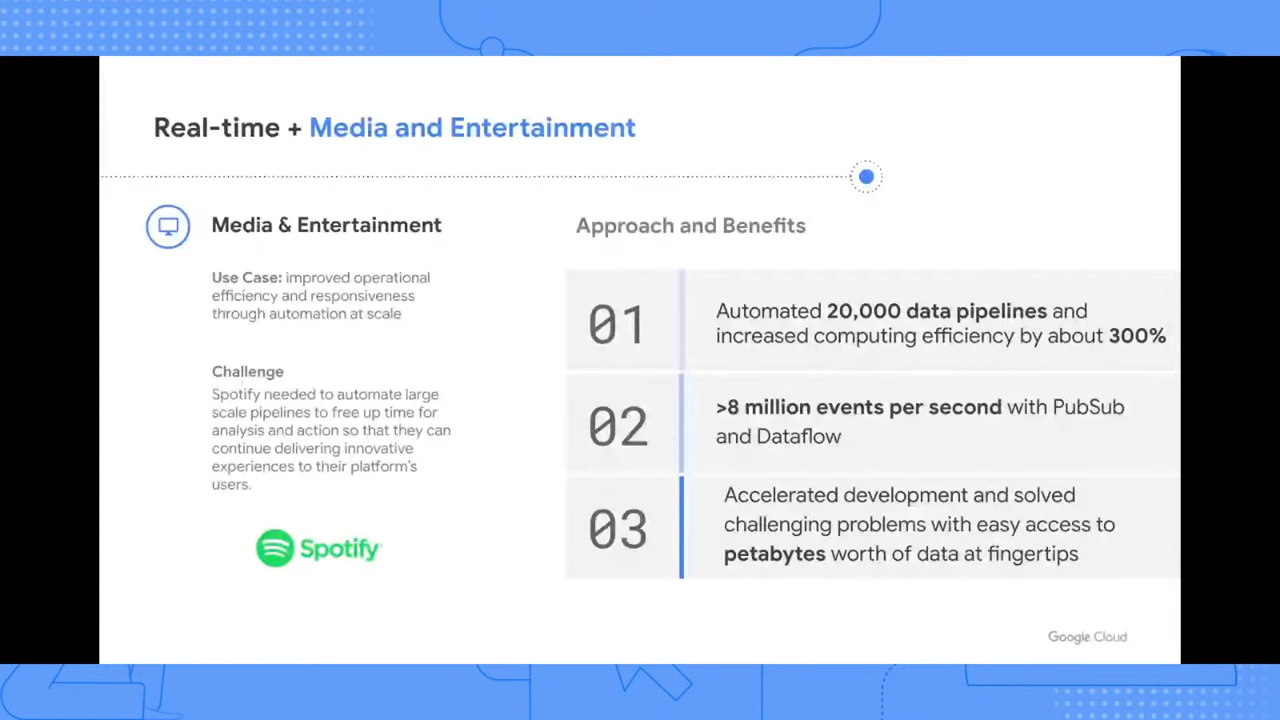 Real-time + Media and Entertainment
Media & Entertainment
Use Case: improved operational
efficiency and responsiveness
through automation at scale
Challenge
Spotify needed to automate large
scale pipelines to free up time for
analysis and action so that they can
continue delivering innovative
experiences to their platform's
users.
Spotify
Approach and Benefits
01
Automated 20,000 data pipelines and
increased computing efficiency by about 300%
02
>8 million events per second with PubSub
and Dataflow
03
Accelerated development and solved
challenging problems with easy access to
petabytes worth of data at fingertips
Google Cloud